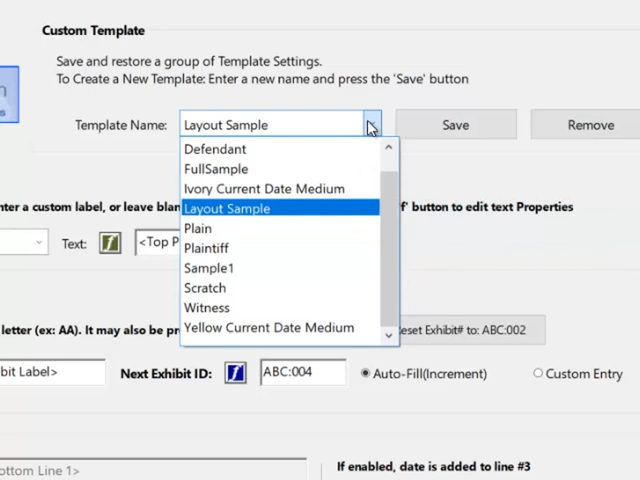 Custom Template
Save and restore a group of Template Settings.
To Create a New Template: Enter a new name and press the 'Save' button
Template Name:
Layout Sample
Save
Remove
Defendant
FullSample
Ivory Current Date Medium
Layout Sample
Plain
Plaintiff
Sample1
Scratch
Witness
Yellow Current Date Medium
nter a custom label, or leave blan
f' button to edit text Properties
Text:
f
<Top P
letter (ex: AA). It may also be pr
eset Exhibit# to: ABC:002
bit Label>
Next Exhibit ID:
f
ABC:004
Auto-Fill(Increment)
Custom Entry
ottom Line 1>
If enabled, date is added to line #3